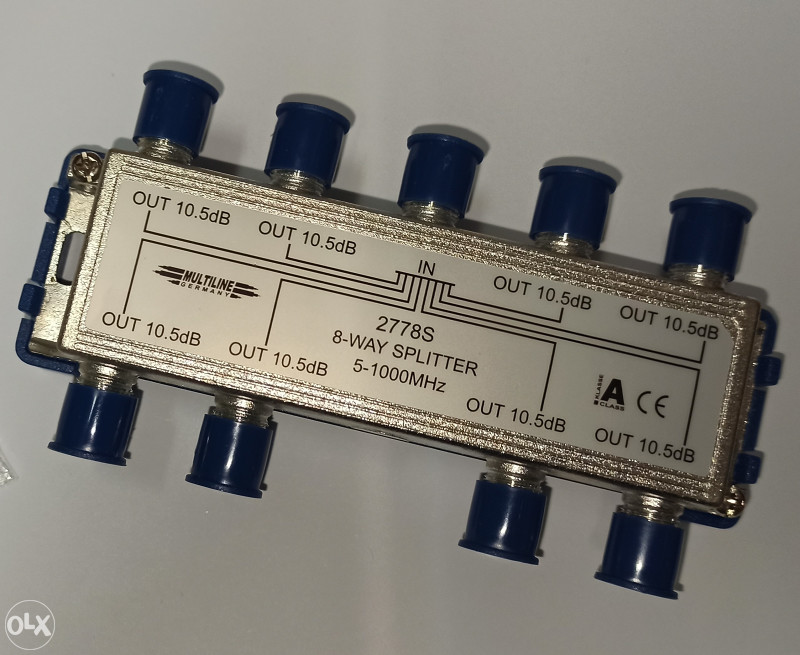 OUT 10.5dB
OUT 10.5dB
IN
OUT 10.5dB
OUT 10.5dB
MULTILINE
GERMANY
2778S
8-WAY SPLITTER
5-1000MHz
OUT 10.5dB
OUT 10.5dB
OUT 10.5dB
OUT 10.5dB
KLASSE
A
CLASS
CE
OLX